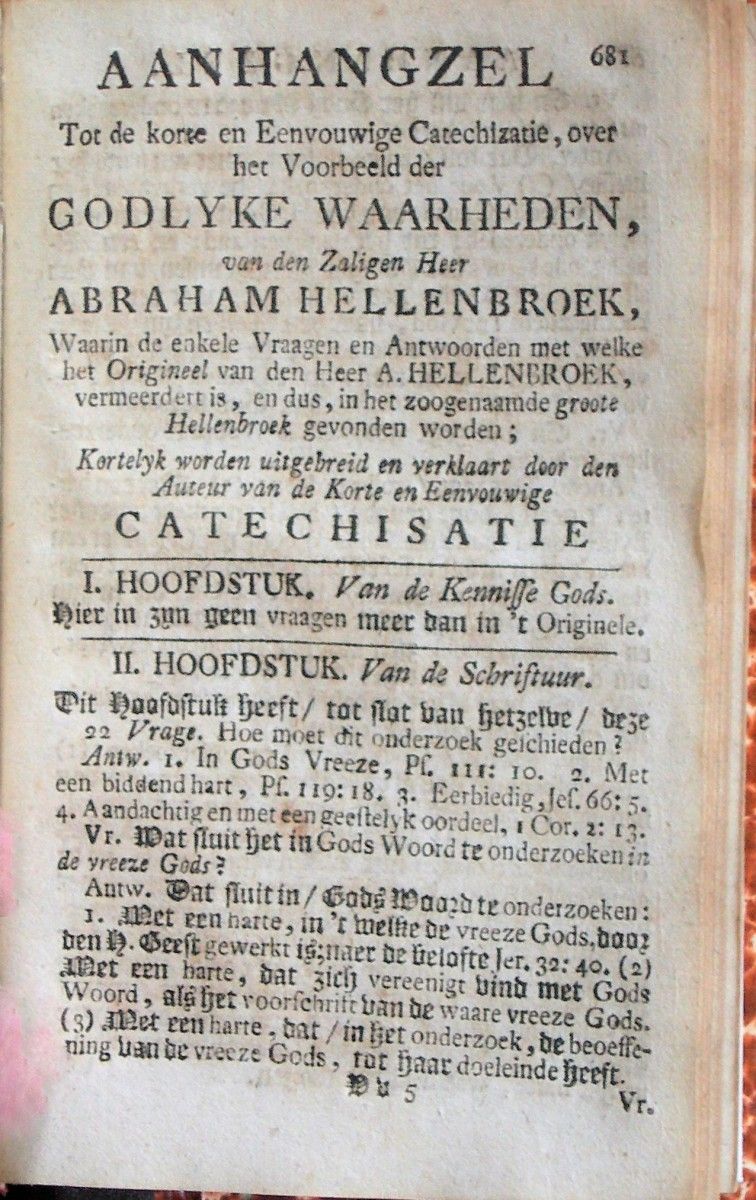 681
AANHANGZEL
Tot de korte en Eenvouwige Catechizatie, over
het Voorbeeld der
GODLYKE WAARHEDEN,
van den Zaligen Heer
ABRAHAM HELLENBROEK,
Waarin de enkele Vraagen en Antwoorden met welke
het Origineel van den Heer A. HELLENBROEK,
vermeerdert is, en dus, in het zoogenaamde groote
Hellenbroek gevonden worden;
Kortelyk worden uitgebreid en verklaart door den
Auteur van de Korte en Eenvouwige
CATECHISATIE
I. HOOFDSTUK. Van de Kennisse Gods.
Hier in zyn geen vraagen meer dan in 't Originele.
II. HOOFDSTUK. Van de Schriftuur.
Dit Hoofdstuk heeft / tot slot van hetzelve / deze
22 Vrage. Hoe moet dit onderzoek geschieden?
Antw. 1. In Gods Vreeze, Ps. 111: 10. 2. Met
een biddend hart, Ps. 119: 18. 3. Eerbiedig, Jes. 66: 5.
4. Aandachtig en met een geestelyk oordeel, 1 Cor. 2: 13.
Vr. Wat sluit het in Gods Woord te onderzoeken in
de vreeze Gods?
Antw. Dat sluit in / Gods Woord te onderzoeken:
1. Met een harte, in 't welke de vreeze Gods, door
den H. Geest gewerkt is; naer de belofte Jer. 32: 40. (2)
Met een harte, dat zich vereenigt vind met Gods
Woord, als het voorschrift van de waare vreeze Gods.
(3) Met een harte, dat / in het onderzoek, de beoeffe-
ning van de vreeze Gods, tot haar doeleinde heeft.
Vv 5
Vr.